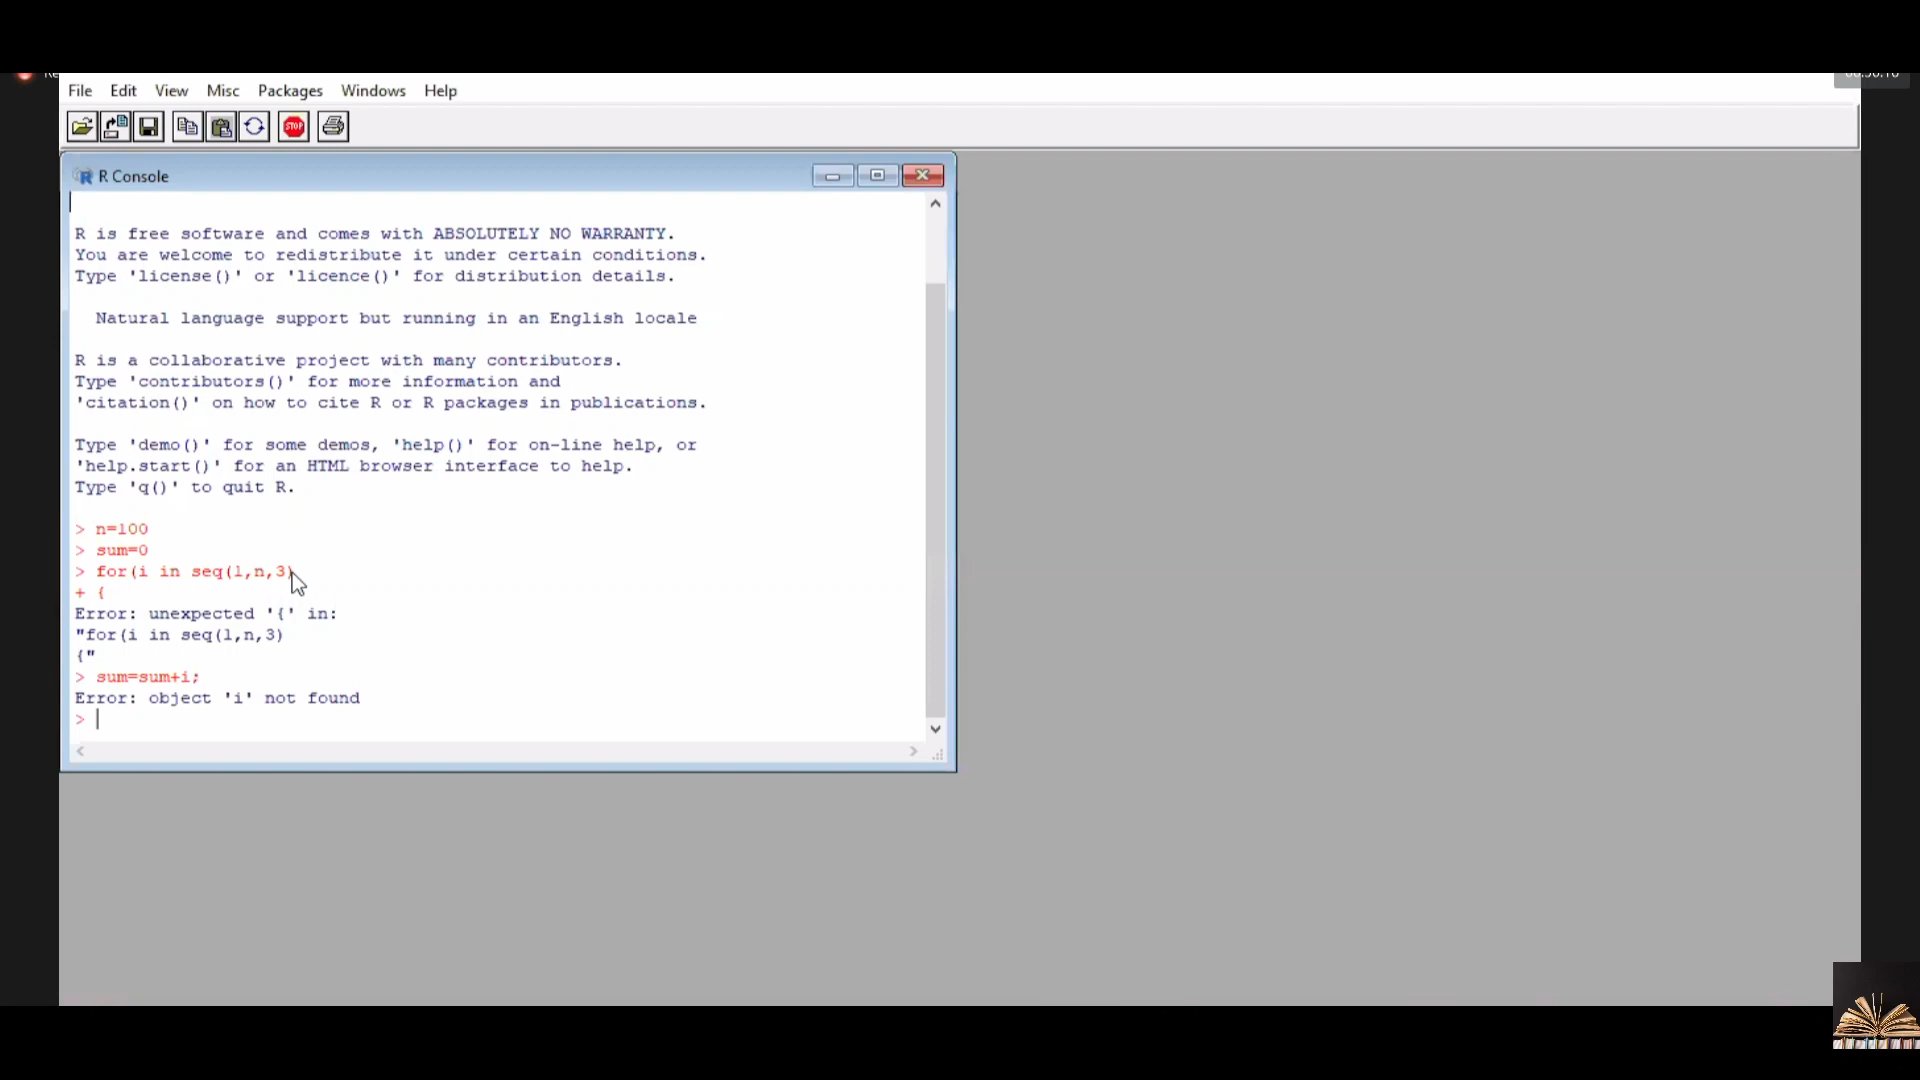 File Edit View Misc Packages Windows Help
STOP
R Console
R is free software and comes with ABSOLUTELY NO WARRANTY.
You are welcome to redistribute it under certain conditions.
Type 'license()' or 'licence()' for distribution details.
Natural language support but running in an English locale
R is a collaborative project with many contributors.
Type 'contributors()' for more information and
'citation()' on how to cite R or R packages in publications.
Type 'demo()' for some demos, 'help()' for on-line help, or
'help.start()' for an HTML browser interface to help.
Type 'q()' to quit R.
> n=100
> sum=0
> for(i in seq(1,n,3)
+ {
Error: unexpected '{' in:
"for(i in seq(1,n,3)
{"
> sum=sum+i;
Error: object 'i' not found
>